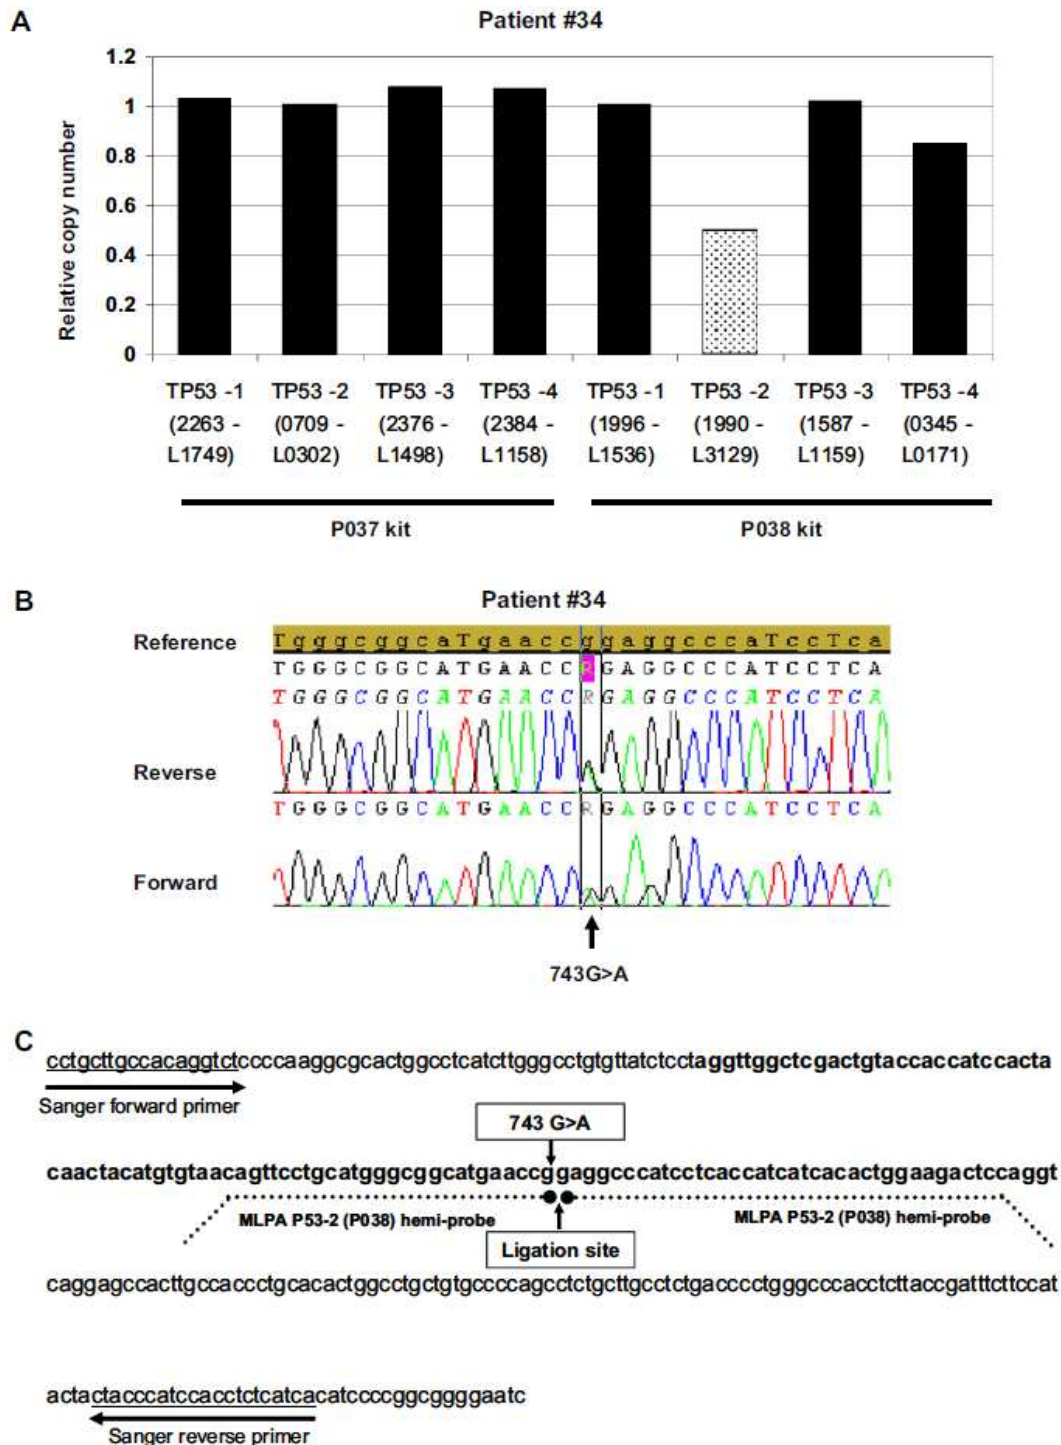 A
Patient #34
Relative copy number
1.2
1
0.8
0.6
0.4
0.2
0
TP53 -1 TP53 -2 TP53 -3 TP53 -4 TP53 -1 TP53 -2 TP53 -3 TP53 -4
(2263 - (0709 - (2376 - (2384 - (1996 - (1990 - (1587 - (0345 -
L1749) L0302) L1498) L1158) L1536) L3129) L1159) L0171)
P037 kit P038 kit
B
Patient #34
Reference TgggcggcaTgaaccggaggcccaTccTca
TGGGCGGCATGAACCRGAGGCCCATCCTCA
TGGGCGGCATGAACCRGAGGCCCATCCTCA
Reverse
TGGGCGGCATGAACCRGAGGCCCATCCTCA
Forward
743G>A
C
cctgcttgccacaggtctccccaaggcgcactggcctcatcttgggcctgtgttatctcctaggttggctcgactgtaccaccatccacta
Sanger forward primer
743 G>A
caactacatgtgtaacagttcctgcatgggcggcatgaaccggaggcccatcctcaccatcatcacactggaagactccaggt
MLPA P53-2 (P038) hemi-probe MLPA P53-2 (P038) hemi-probe
Ligation site
caggagccacttgccaccctgcacactggcctgctgtgccccagcctctgcttgcctctgacccctgggcccacctcttaccgatttcttccat
actactacccatccacctctcatcacatccccggcggggaatc
Sanger reverse primer